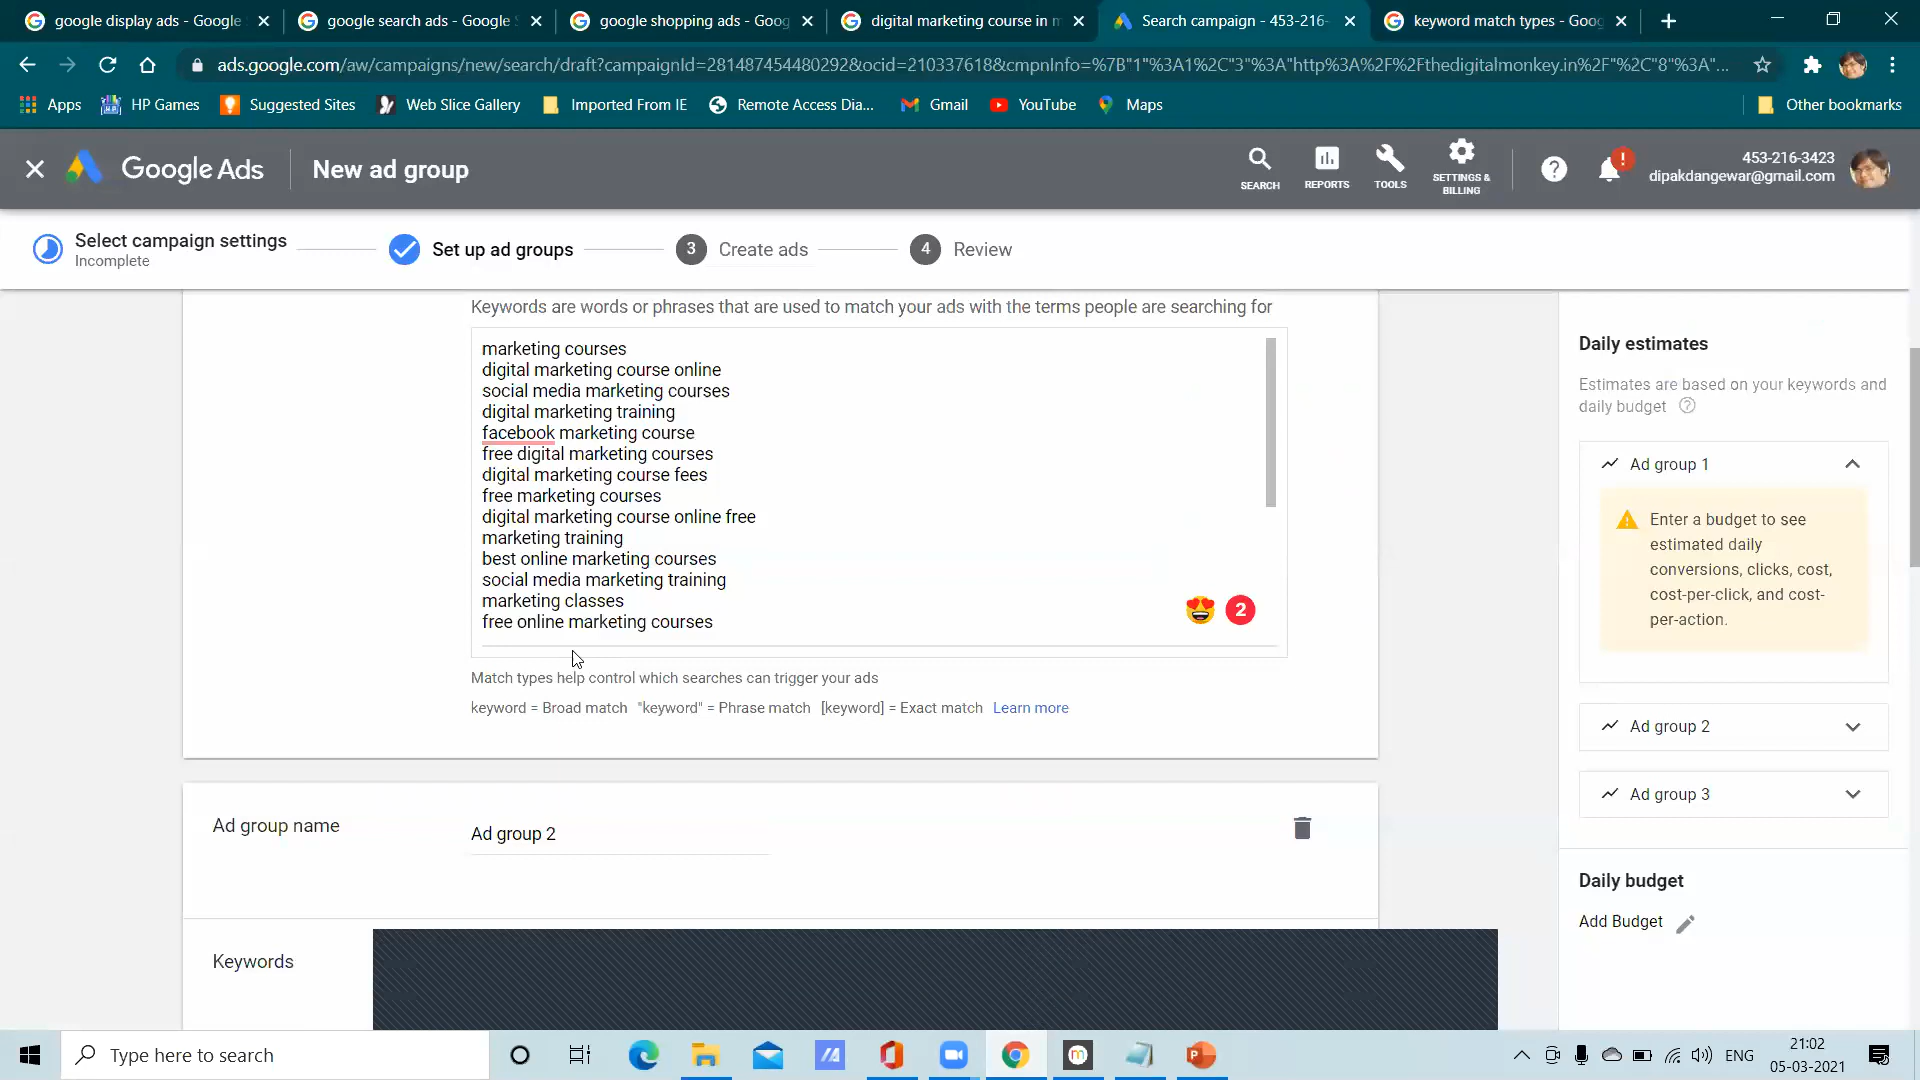 google display ads - Google
google search ads - Google S
google shopping ads - Goog
digital marketing course in m
Search campaign - 453-216-
keyword match types - Goog
ads.google.com/aw/campaigns/new/search/draft?campaignId=281487454480292&ocid=210337618&cmpnInfo=%7B"1"%3A1%2C"3"%3A"http%3A%2F%2Fthedigitalmonkey.in%2F"%2C"8"%3A"...
Apps
HP Games
Suggested Sites
Web Slice Gallery
Imported From IE
Remote Access Dia...
Gmail
YouTube
Maps
Other bookmarks
Google Ads
New ad group
SEARCH
REPORTS
TOOLS
SETTINGS &
BILLING
453-216-3423
dipakdangewar@gmail.com
Select campaign settings
Incomplete
Set up ad groups
3 Create ads
4 Review
Keywords are words or phrases that are used to match your ads with the terms people are searching for
marketing courses
digital marketing course online
social media marketing courses
digital marketing training
facebook marketing course
free digital marketing courses
digital marketing course fees
free marketing courses
digital marketing course online free
marketing training
best online marketing courses
social media marketing training
marketing classes
free online marketing courses
2
Match types help control which searches can trigger your ads
keyword = Broad match "keyword" = Phrase match [keyword] = Exact match Learn more
Ad group name
Ad group 2
Keywords
Daily estimates
Estimates are based on your keywords and
daily budget
Ad group 1
Enter a budget to see
estimated daily
conversions, clicks, cost,
cost-per-click, and cost-
per-action.
Ad group 2
Ad group 3
Daily budget
Add Budget
Type here to search
ENG
21:02
05-03-2021